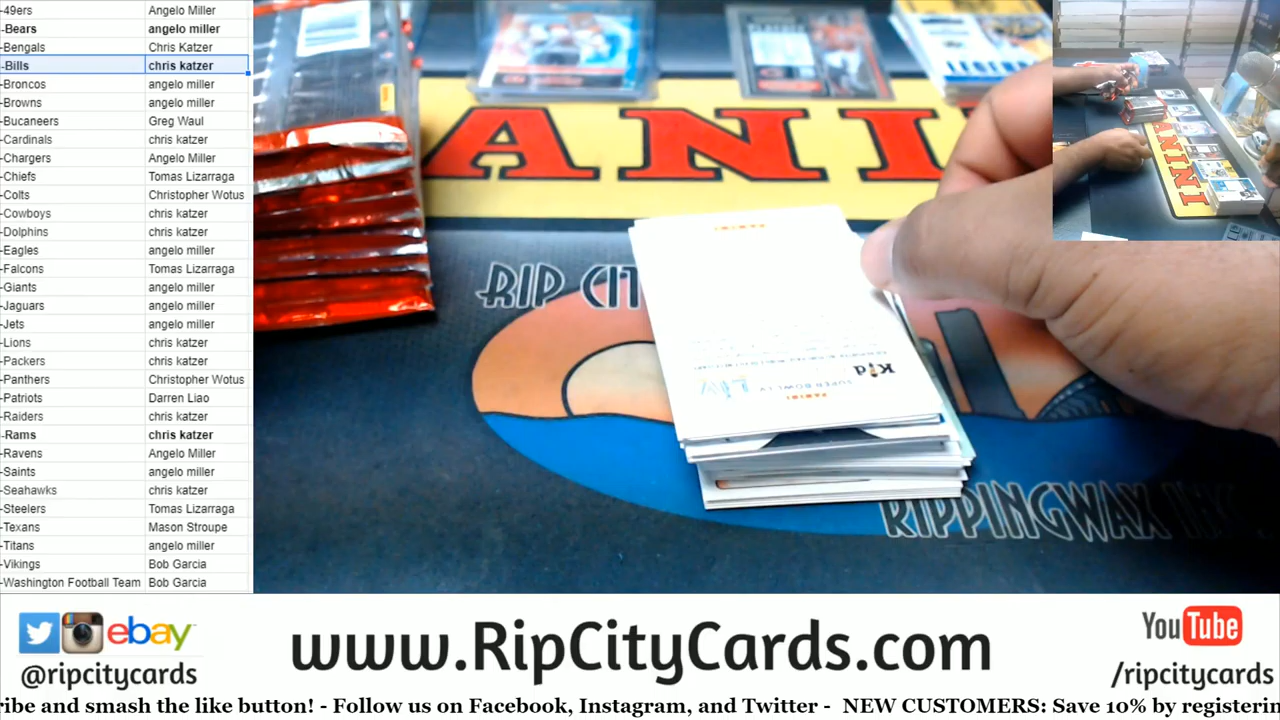 -49ers Angelo Miller
-Bears angelo miller
-Bengals Chris Katzer
-Bills chris katzer
-Broncos angelo miller
-Browns angelo miller
-Bucaneers Greg Waul
-Cardinals chris katzer
-Chargers Angelo Miller
-Chiefs Tomas Lizarraga
-Colts Christopher Wotus
-Cowboys chris katzer
-Dolphins chris katzer
-Eagles angelo miller
-Falcons Tomas Lizarraga
-Giants angelo miller
-Jaguars angelo miller
-Jets angelo miller
-Lions chris katzer
-Packers chris katzer
-Panthers Christopher Wotus
-Patriots Darren Liao
-Raiders chris katzer
-Rams chris katzer
-Ravens Angelo Miller
-Saints angelo miller
-Seahawks chris katzer
-Steelers Tomas Lizarraga
-Texans Mason Stroupe
-Titans angelo miller
-Vikings Bob Garcia
-Washington Football Team Bob Garcia
LEGEND
ANINI
PANINI
RIP CIT
PANINI
SUPER BOWL LIV
PANINI
RIPPINGWAX INC
ebay
@ripcitycards
www.RipCityCards.com
YouTube
/ripcitycards
ribe and smash the like button! - Follow us on Facebook, Instagram, and Twitter - NEW CUSTOMERS: Save 10% by registerin